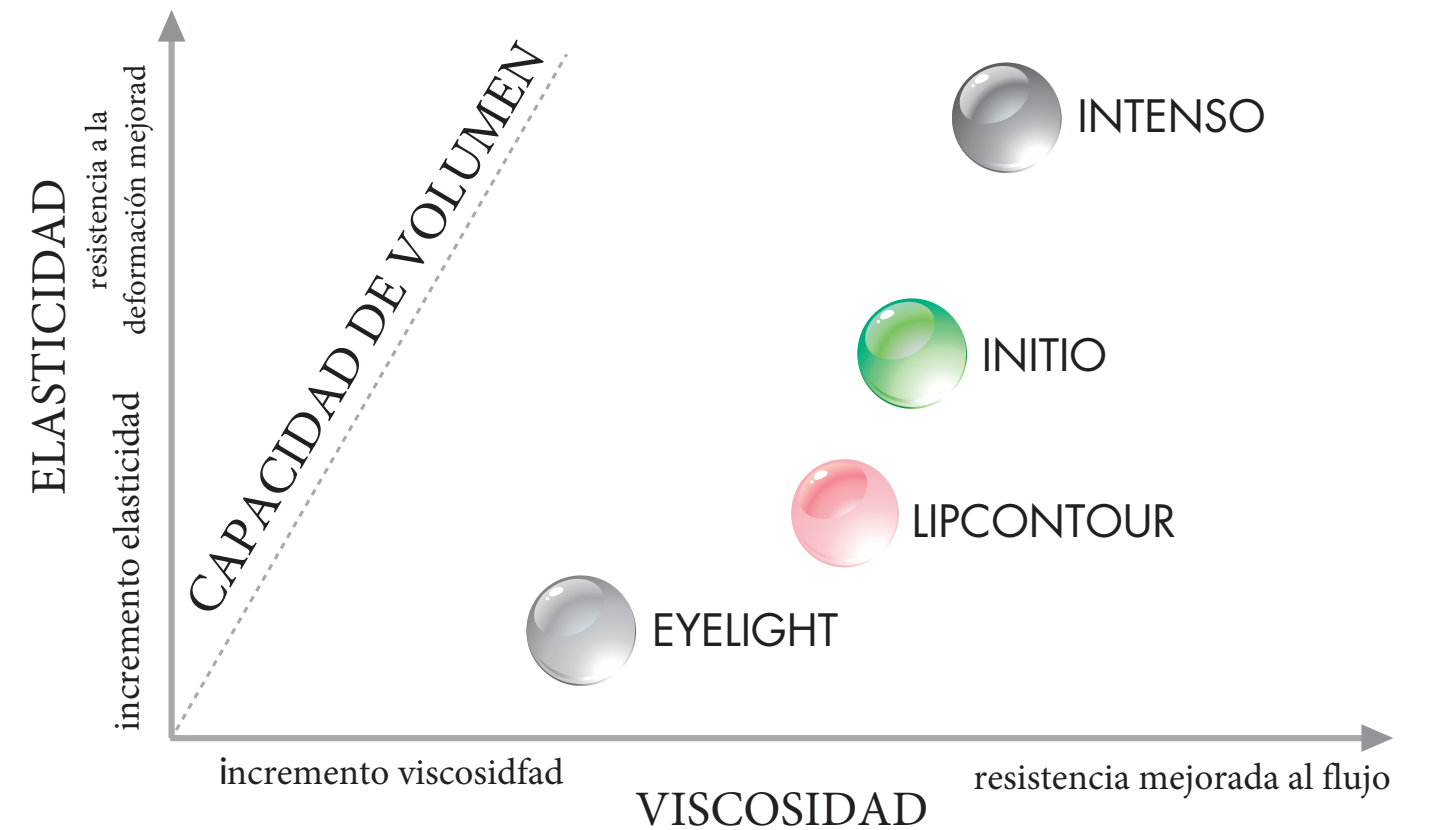 ELASTICIDAD
resistencia a la
deformación mejorad
incremento elasticidad
CAPACIDAD DE VOLUMEN
INTENSO
INITIO
LIPCONTOUR
EYELIGHT
incremento viscosidfad
resistencia mejorada al flujo
VISCOSIDAD